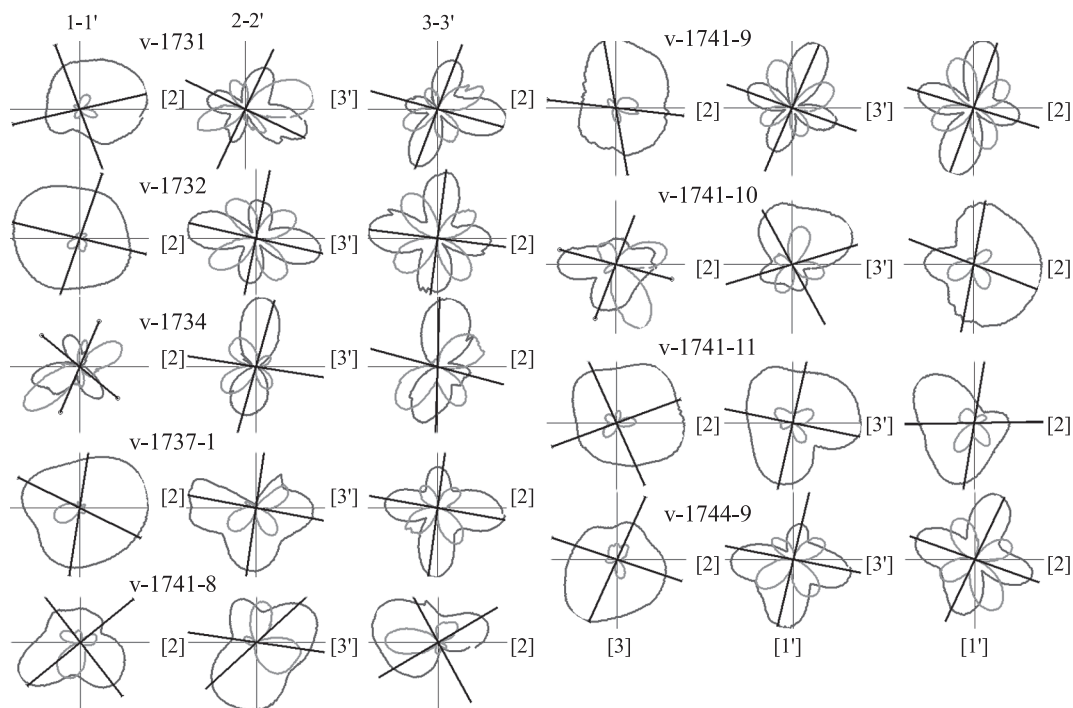 1-1' 2-2' 3-3'
v-1731
[2] [3'] [2]
v-1732
[2] [3'] [2]
v-1734
[2] [3'] [2]
v-1737-1
[2] [3'] [2]
v-1741-8
[2] [3'] [2]
v-1741-9
[2] [3'] [2]
v-1741-10
[2] [3'] [2]
v-1741-11
[2] [3'] [2]
v-1744-9
[2] [3'] [2]
[3] [1'] [1']